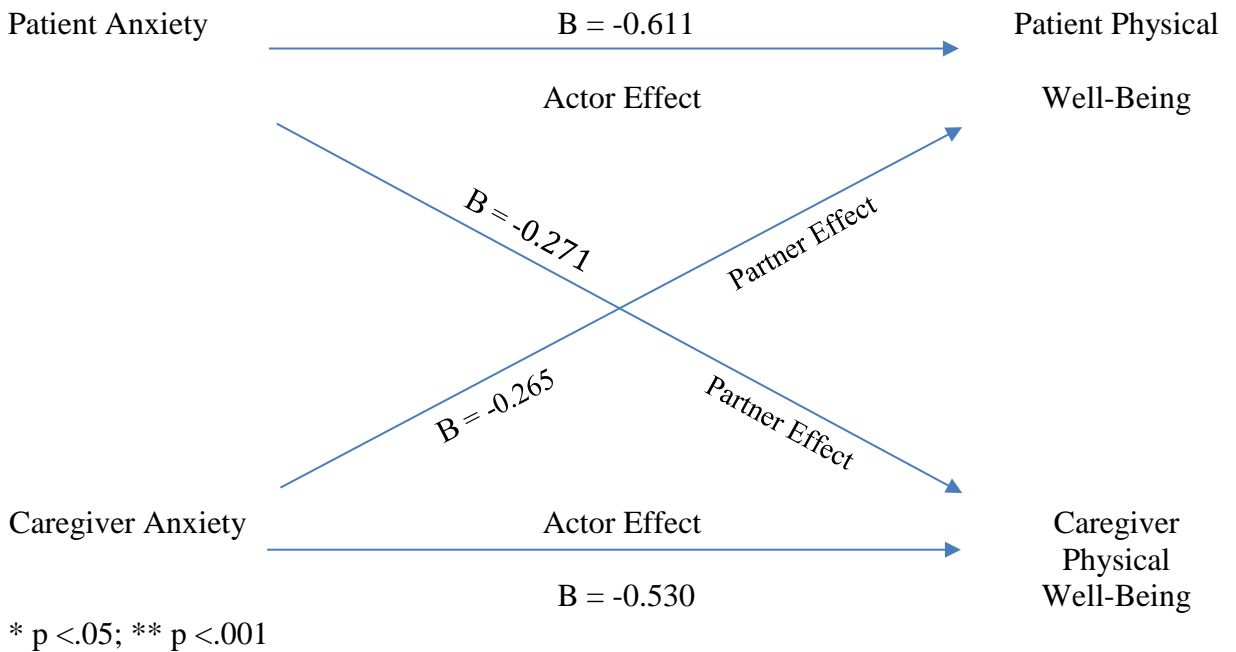 Patient Anxiety
B = -0.611
Patient Physical
Actor Effect
Well-Being
B = -0.271
Partner Effect
B = -0.265
Partner Effect
Caregiver Anxiety
Actor Effect
Caregiver
Physical
B = -0.530
Well-Being
* p <.05; ** p <.001